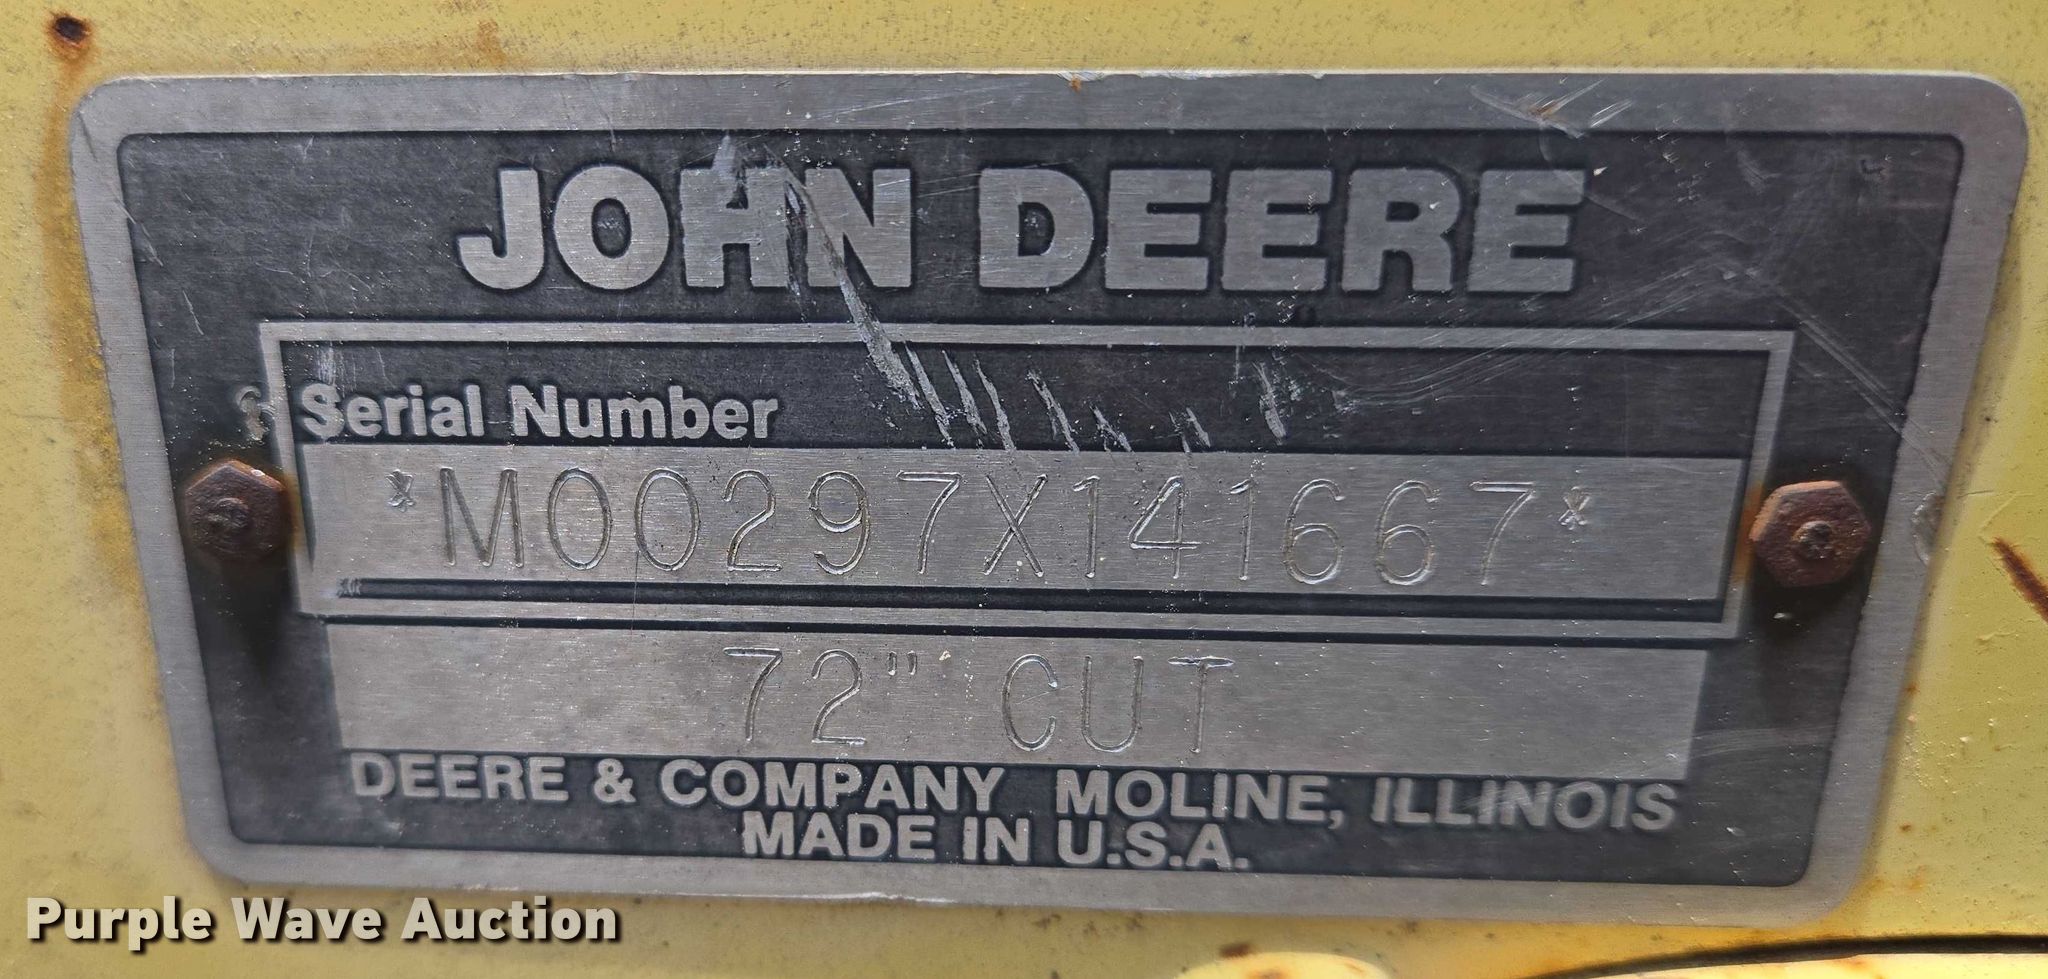 JOHN DEERE
Serial Number
*M00297X141667*
72" CUT
DEERE & COMPANY MOLINE, ILLINOIS
MADE IN U.S.A.
Purple Wave Auction